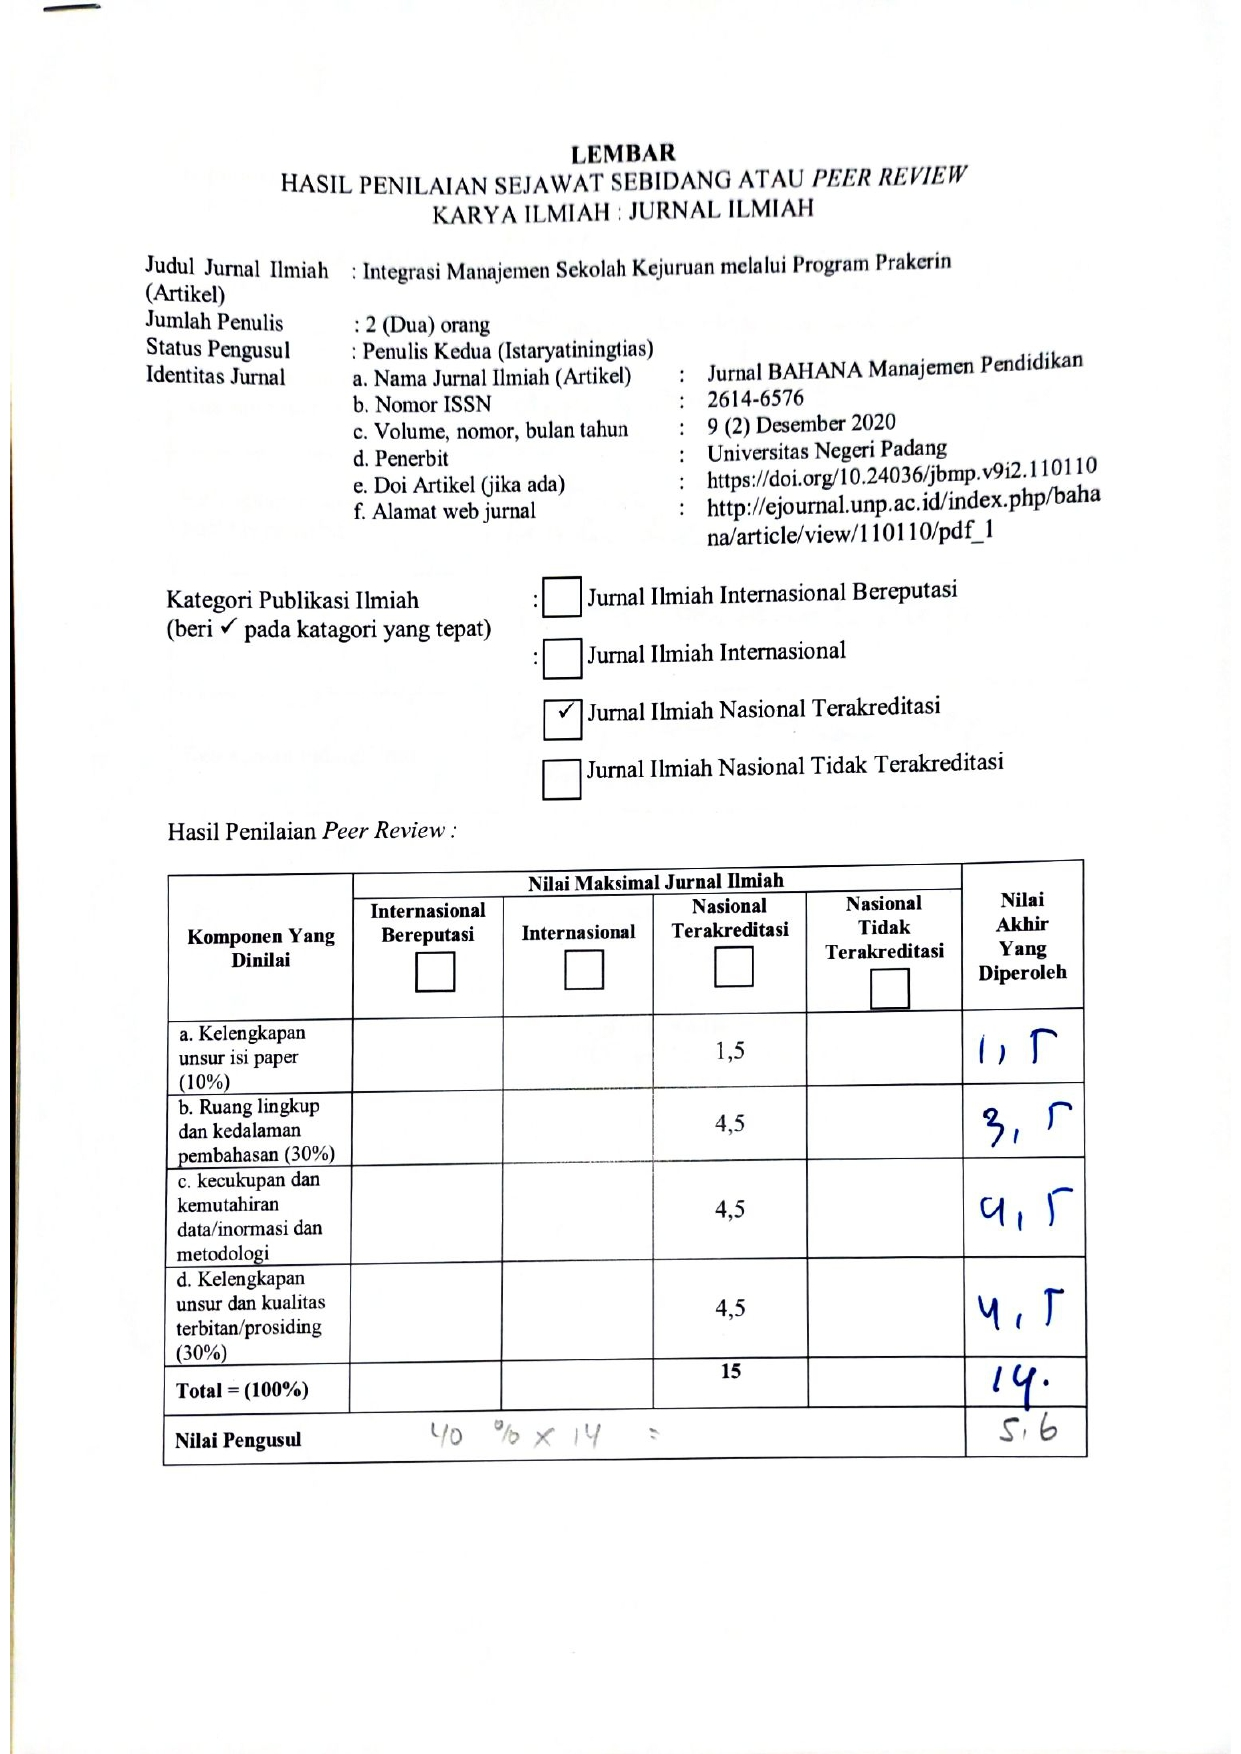 LEMBAR
HASIL PENILAIAN SEJAWAT SEBIDANG ATAU PEER REVIEW
KARYA ILMIAH : JURNAL ILMIAH
Judul Jurnal Ilmiah : Integrasi Manajemen Sekolah Kejuruan melalui Program Prakerin
(Artikel)
Jumlah Penulis : 2 (Dua) orang
Status Pengusul : Penulis Kedua (Istaryatiningtias)
Identitas Jurnal a. Nama Jurnal Ilmiah (Artikel) : Jurnal BAHANA Manajemen Pendidikan
b. Nomor ISSN : 2614-6576
c. Volume, nomor, bulan tahun : 9 (2) Desember 2020
d. Penerbit : Universitas Negeri Padang
e. Doi Artikel (jika ada) : https://doi.org/10.24036/jbmp.v9i2.110110
f. Alamat web jurnal : http://ejournal.unp.ac.id/index.php/baha
na/article/view/110110/pdf_1
Kategori Publikasi Ilmiah : Jurnal Ilmiah Internasional Bereputasi
(beri ✓ pada katagori yang tepat)
: Jurnal Ilmiah Internasional
✓ Jurnal Ilmiah Nasional Terakreditasi
Jurnal Ilmiah Nasional Tidak Terakreditasi
Hasil Penilaian Peer Review :
Komponen Yang
Dinilai
Nilai Maksimal Jurnal Ilmiah
Internasional
Bereputasi
Internasional
Nasional
Terakreditasi
Nasional
Tidak
Terakreditasi
Nilai
Akhir
Yang
Diperoleh
a. Kelengkapan
unsur isi paper
(10%)
1,5
1,5
b. Ruang lingkup
dan kedalaman
pembahasan (30%)
4,5
3,5
c. kecukupan dan
kemutahiran
data/inormasi dan
metodologi
4,5
4,5
d. Kelengkapan
unsur dan kualitas
terbitan/prosiding
(30%)
4,5
4,5
Total = (100%)
15
14.
Nilai Pengusul 40 % x 14 = 5,6